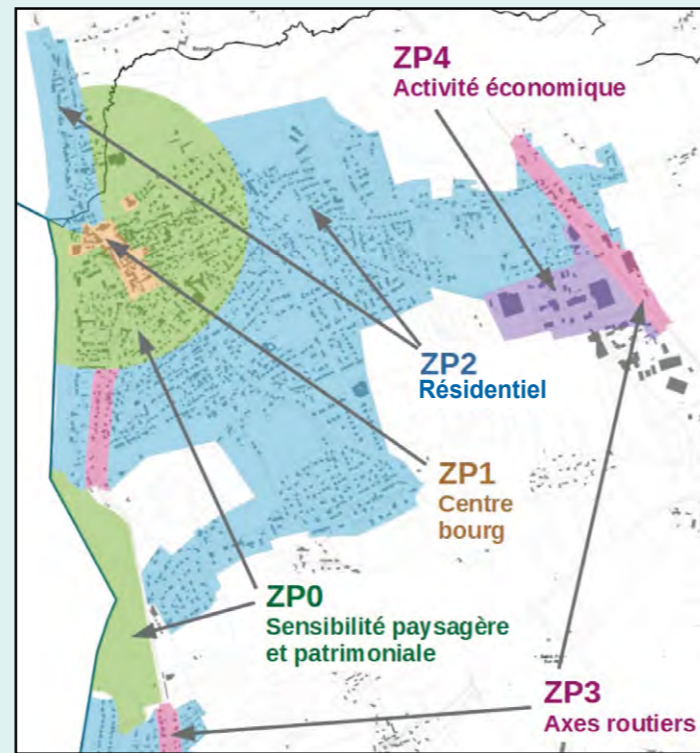 ZP4
Activité économique
ZP2
Résidentiel
ZP1
Centre
bourg
ZP0
Sensibilité paysagère
et patrimoniale
ZP3
Axes routiers